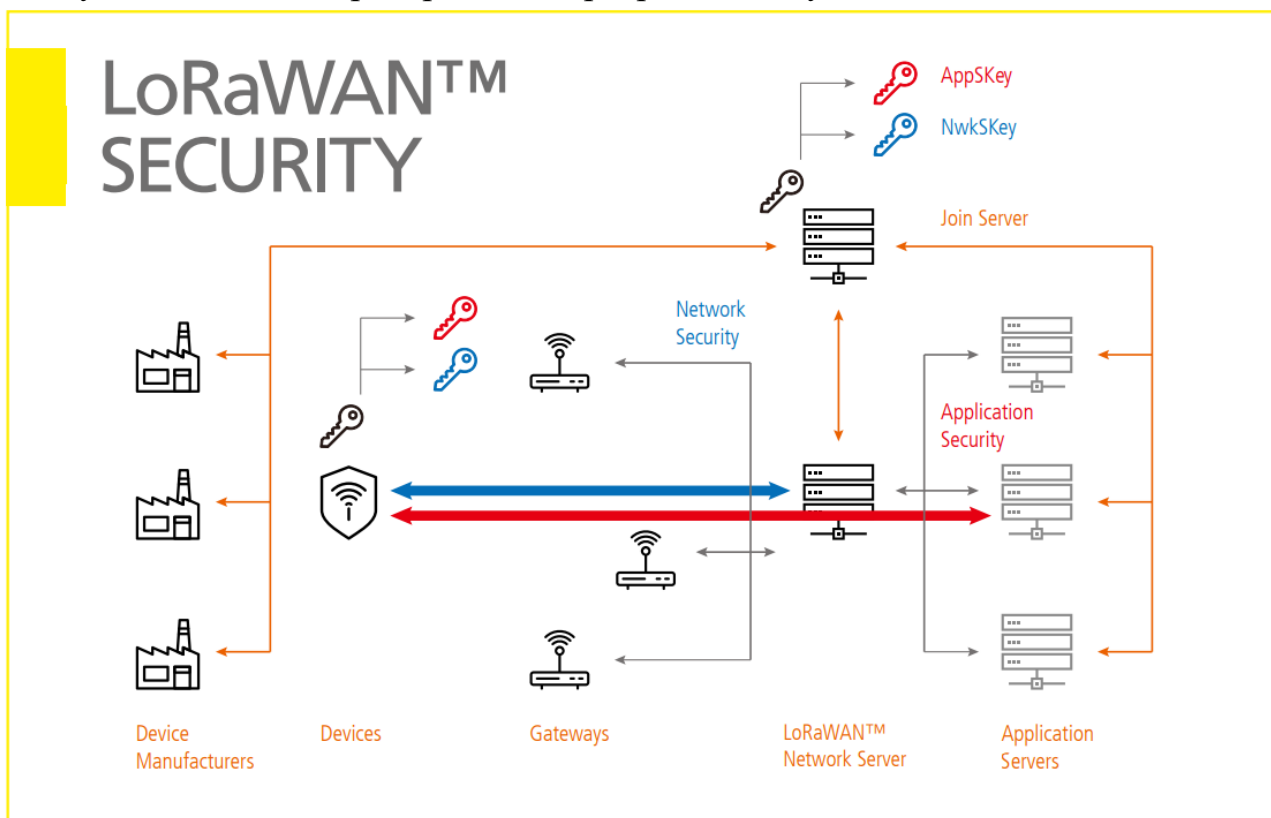 LoRaWAN™
SECURITY
AppSKey
NwkSKey
Join Server
Network
Security
Application
Security
Device
Manufacturers
Devices
Gateways
LoRaWAN™
Network Server
Application
Servers